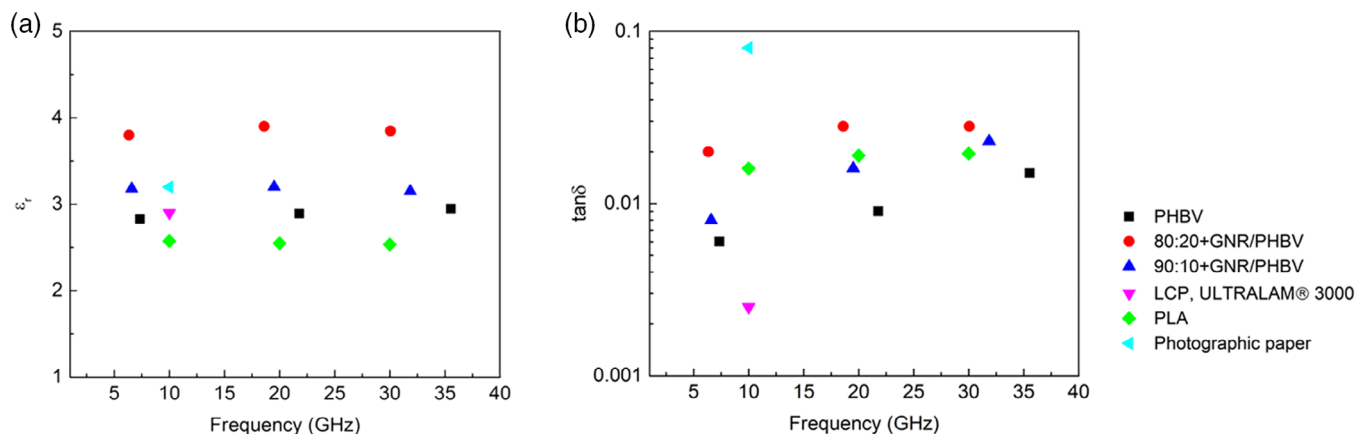 (a)
5
4
3
2
1
εr
5 10 15 20 25 30 35 40
Frequency (GHz)
(b)
0.1
0.01
0.001
tanδ
5 10 15 20 25 30 35 40
Frequency (GHz)
PHBV
80:20+GNR/PHBV
90:10+GNR/PHBV
LCP, ULTRALAM® 3000
PLA
Photographic paper